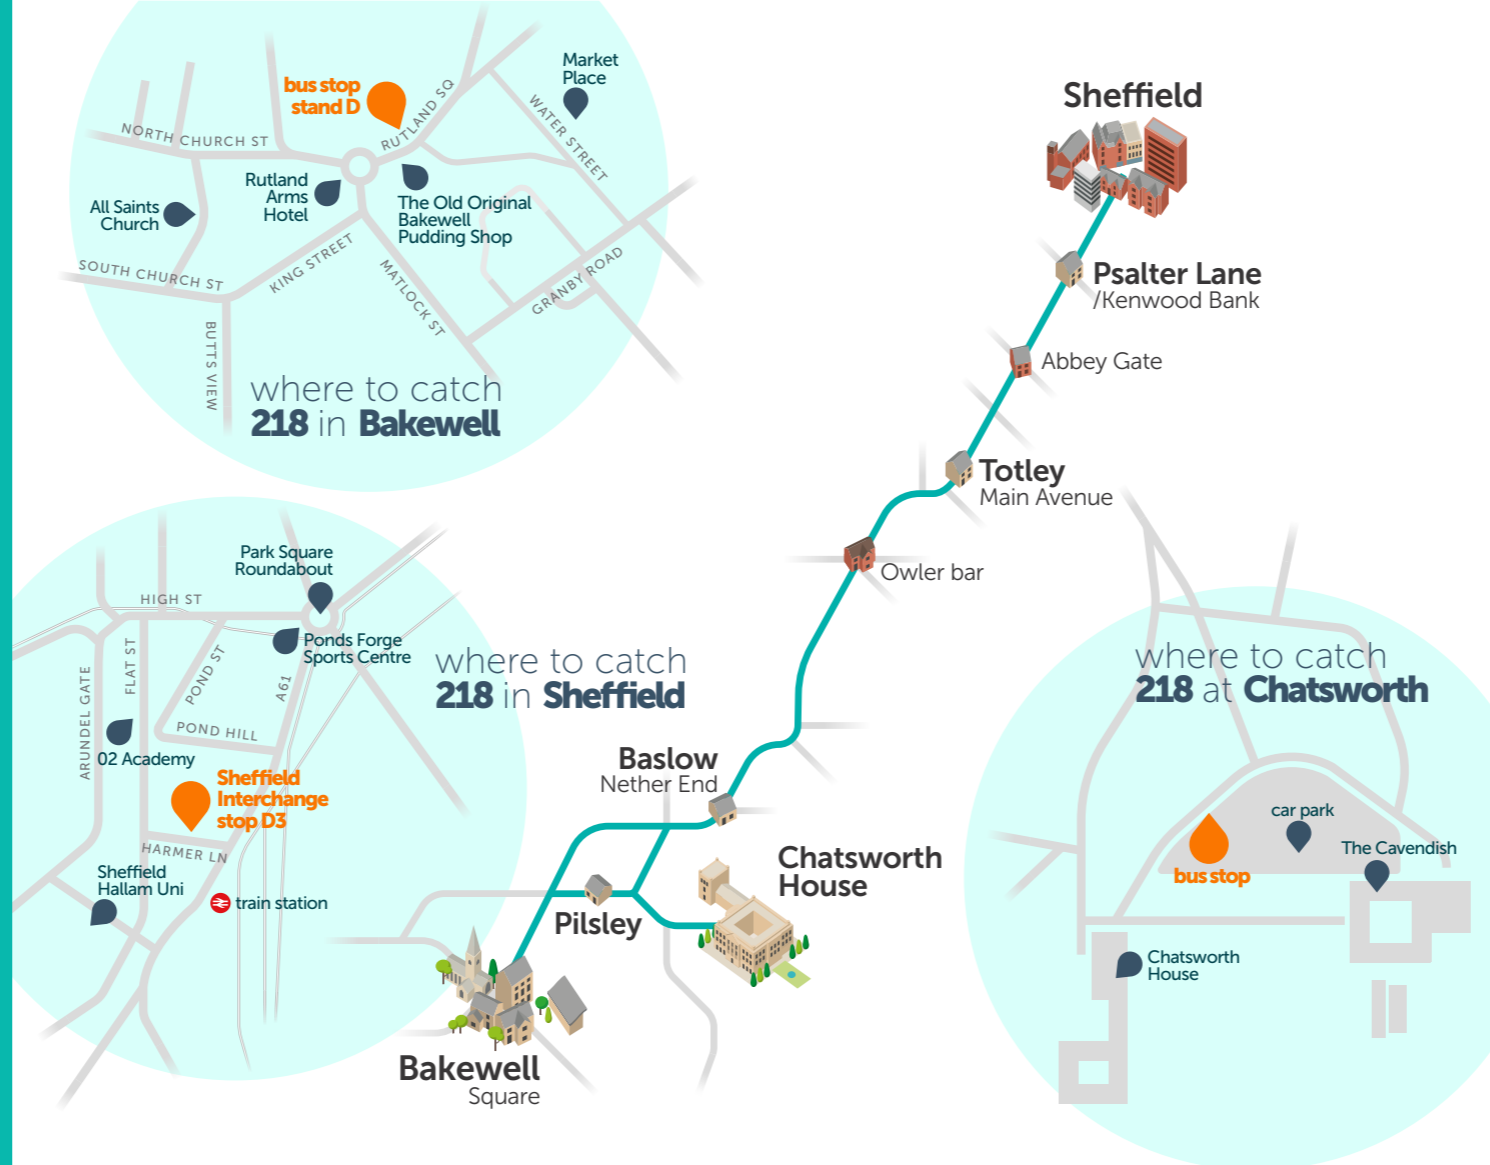 bus stop
stand D
Market
Place
NORTH CHURCH ST
RUTLAND SQ
WATER STREET
Rutland
Arms
Hotel
All Saints
Church
The Old Original
Bakewell
Pudding Shop
SOUTH CHURCH ST
KING STREET
MATLOCK ST
GRANBY ROAD
BUTTS VIEW
where to catch
218 in Bakewell
Sheffield
Psalter Lane
/Kenwood Bank
Abbey Gate
Totley
Main Avenue
Owler bar
Baslow
Nether End
Chatsworth
House
Pilsley
Bakewell
Square
Park Square
Roundabout
HIGH ST
Ponds Forge
Sports Centre
FLAT ST
POND ST
A61
ARUNDEL GATE
POND HILL
02 Academy
Sheffield
Interchange
stop D3
HARMER LN
Sheffield
Hallam Uni
train station
where to catch
218 in Sheffield
where to catch
218 at Chatsworth
car park
The Cavendish
bus stop
Chatsworth
House